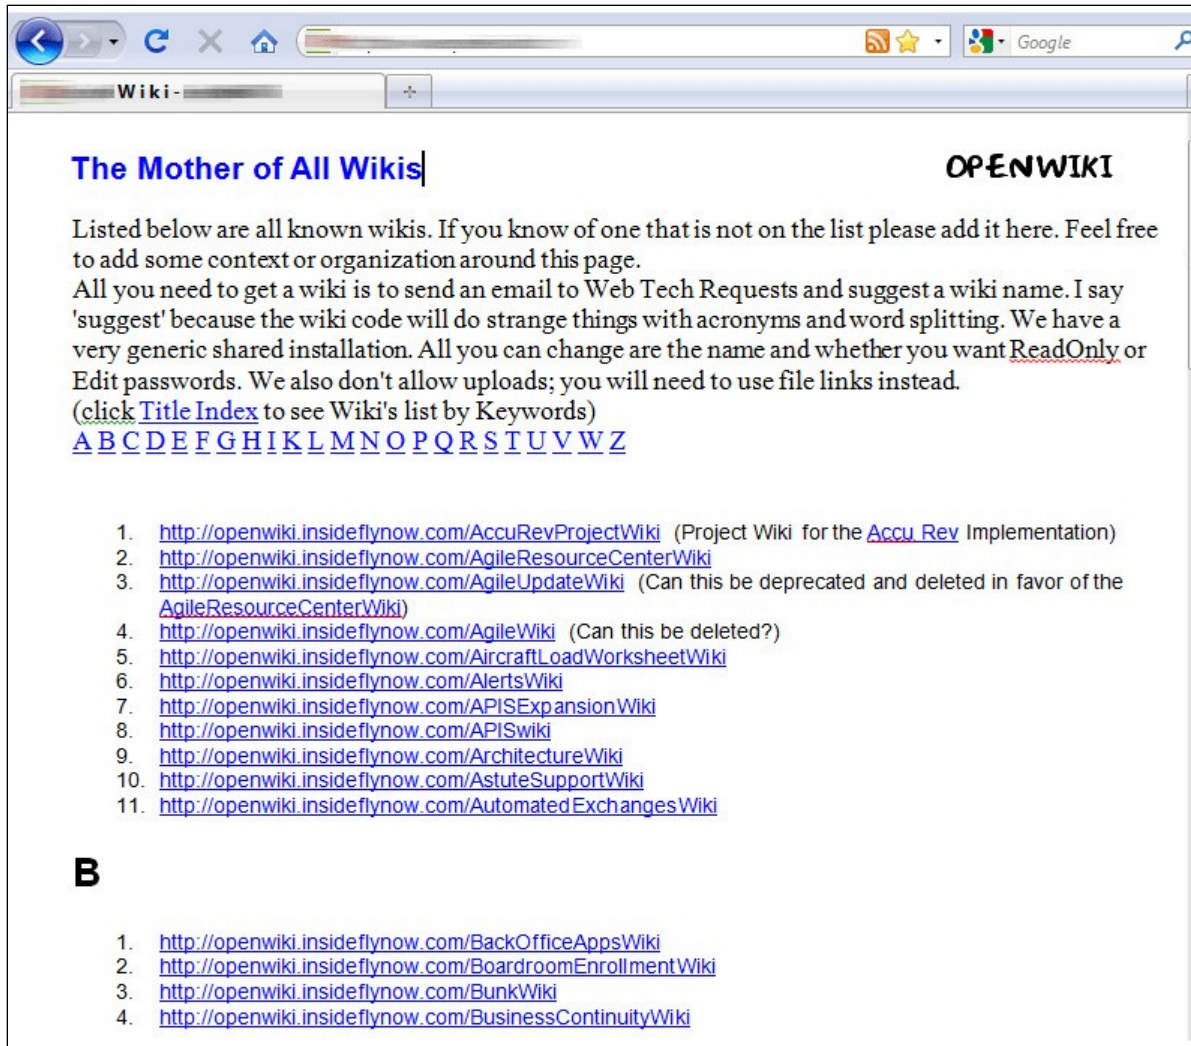 Google
Wiki-
The Mother of All Wikis
OPENWIKI
Listed below are all known wikis. If you know of one that is not on the list please add it here. Feel free
to add some context or organization around this page.
All you need to get a wiki is to send an email to Web Tech Requests and suggest a wiki name. I say
'suggest' because the wiki code will do strange things with acronyms and word splitting. We have a
very generic shared installation. All you can change are the name and whether you want ReadOnly or
Edit passwords. We also don't allow uploads; you will need to use file links instead.
(click Title Index to see Wiki's list by Keywords)
A B C D E F G H I K L M N O P Q R S T U V W Z
1. http://openwiki.insideflynow.com/AccuRevProjectWiki (Project Wiki for the Accu Rev Implementation)
2. http://openwiki.insideflynow.com/AgileResourceCenterWiki
3. http://openwiki.insideflynow.com/AgileUpdateWiki (Can this be deprecated and deleted in favor of the
AgileResourceCenterWiki)
4. http://openwiki.insideflynow.com/AgileWiki (Can this be deleted?)
5. http://openwiki.insideflynow.com/AircraftLoadWorksheetWiki
6. http://openwiki.insideflynow.com/AlertsWiki
7. http://openwiki.insideflynow.com/APISExpansionWiki
8. http://openwiki.insideflynow.com/APISwiki
9. http://openwiki.insideflynow.com/ArchitectureWiki
10. http://openwiki.insideflynow.com/AstuteSupportWiki
11. http://openwiki.insideflynow.com/AutomatedExchangesWiki
B
1. http://openwiki.insideflynow.com/BackOfficeAppsWiki
2. http://openwiki.insideflynow.com/BoardroomEnrollmentWiki
3. http://openwiki.insideflynow.com/BunkWiki
4. http://openwiki.insideflynow.com/BusinessContinuityWiki